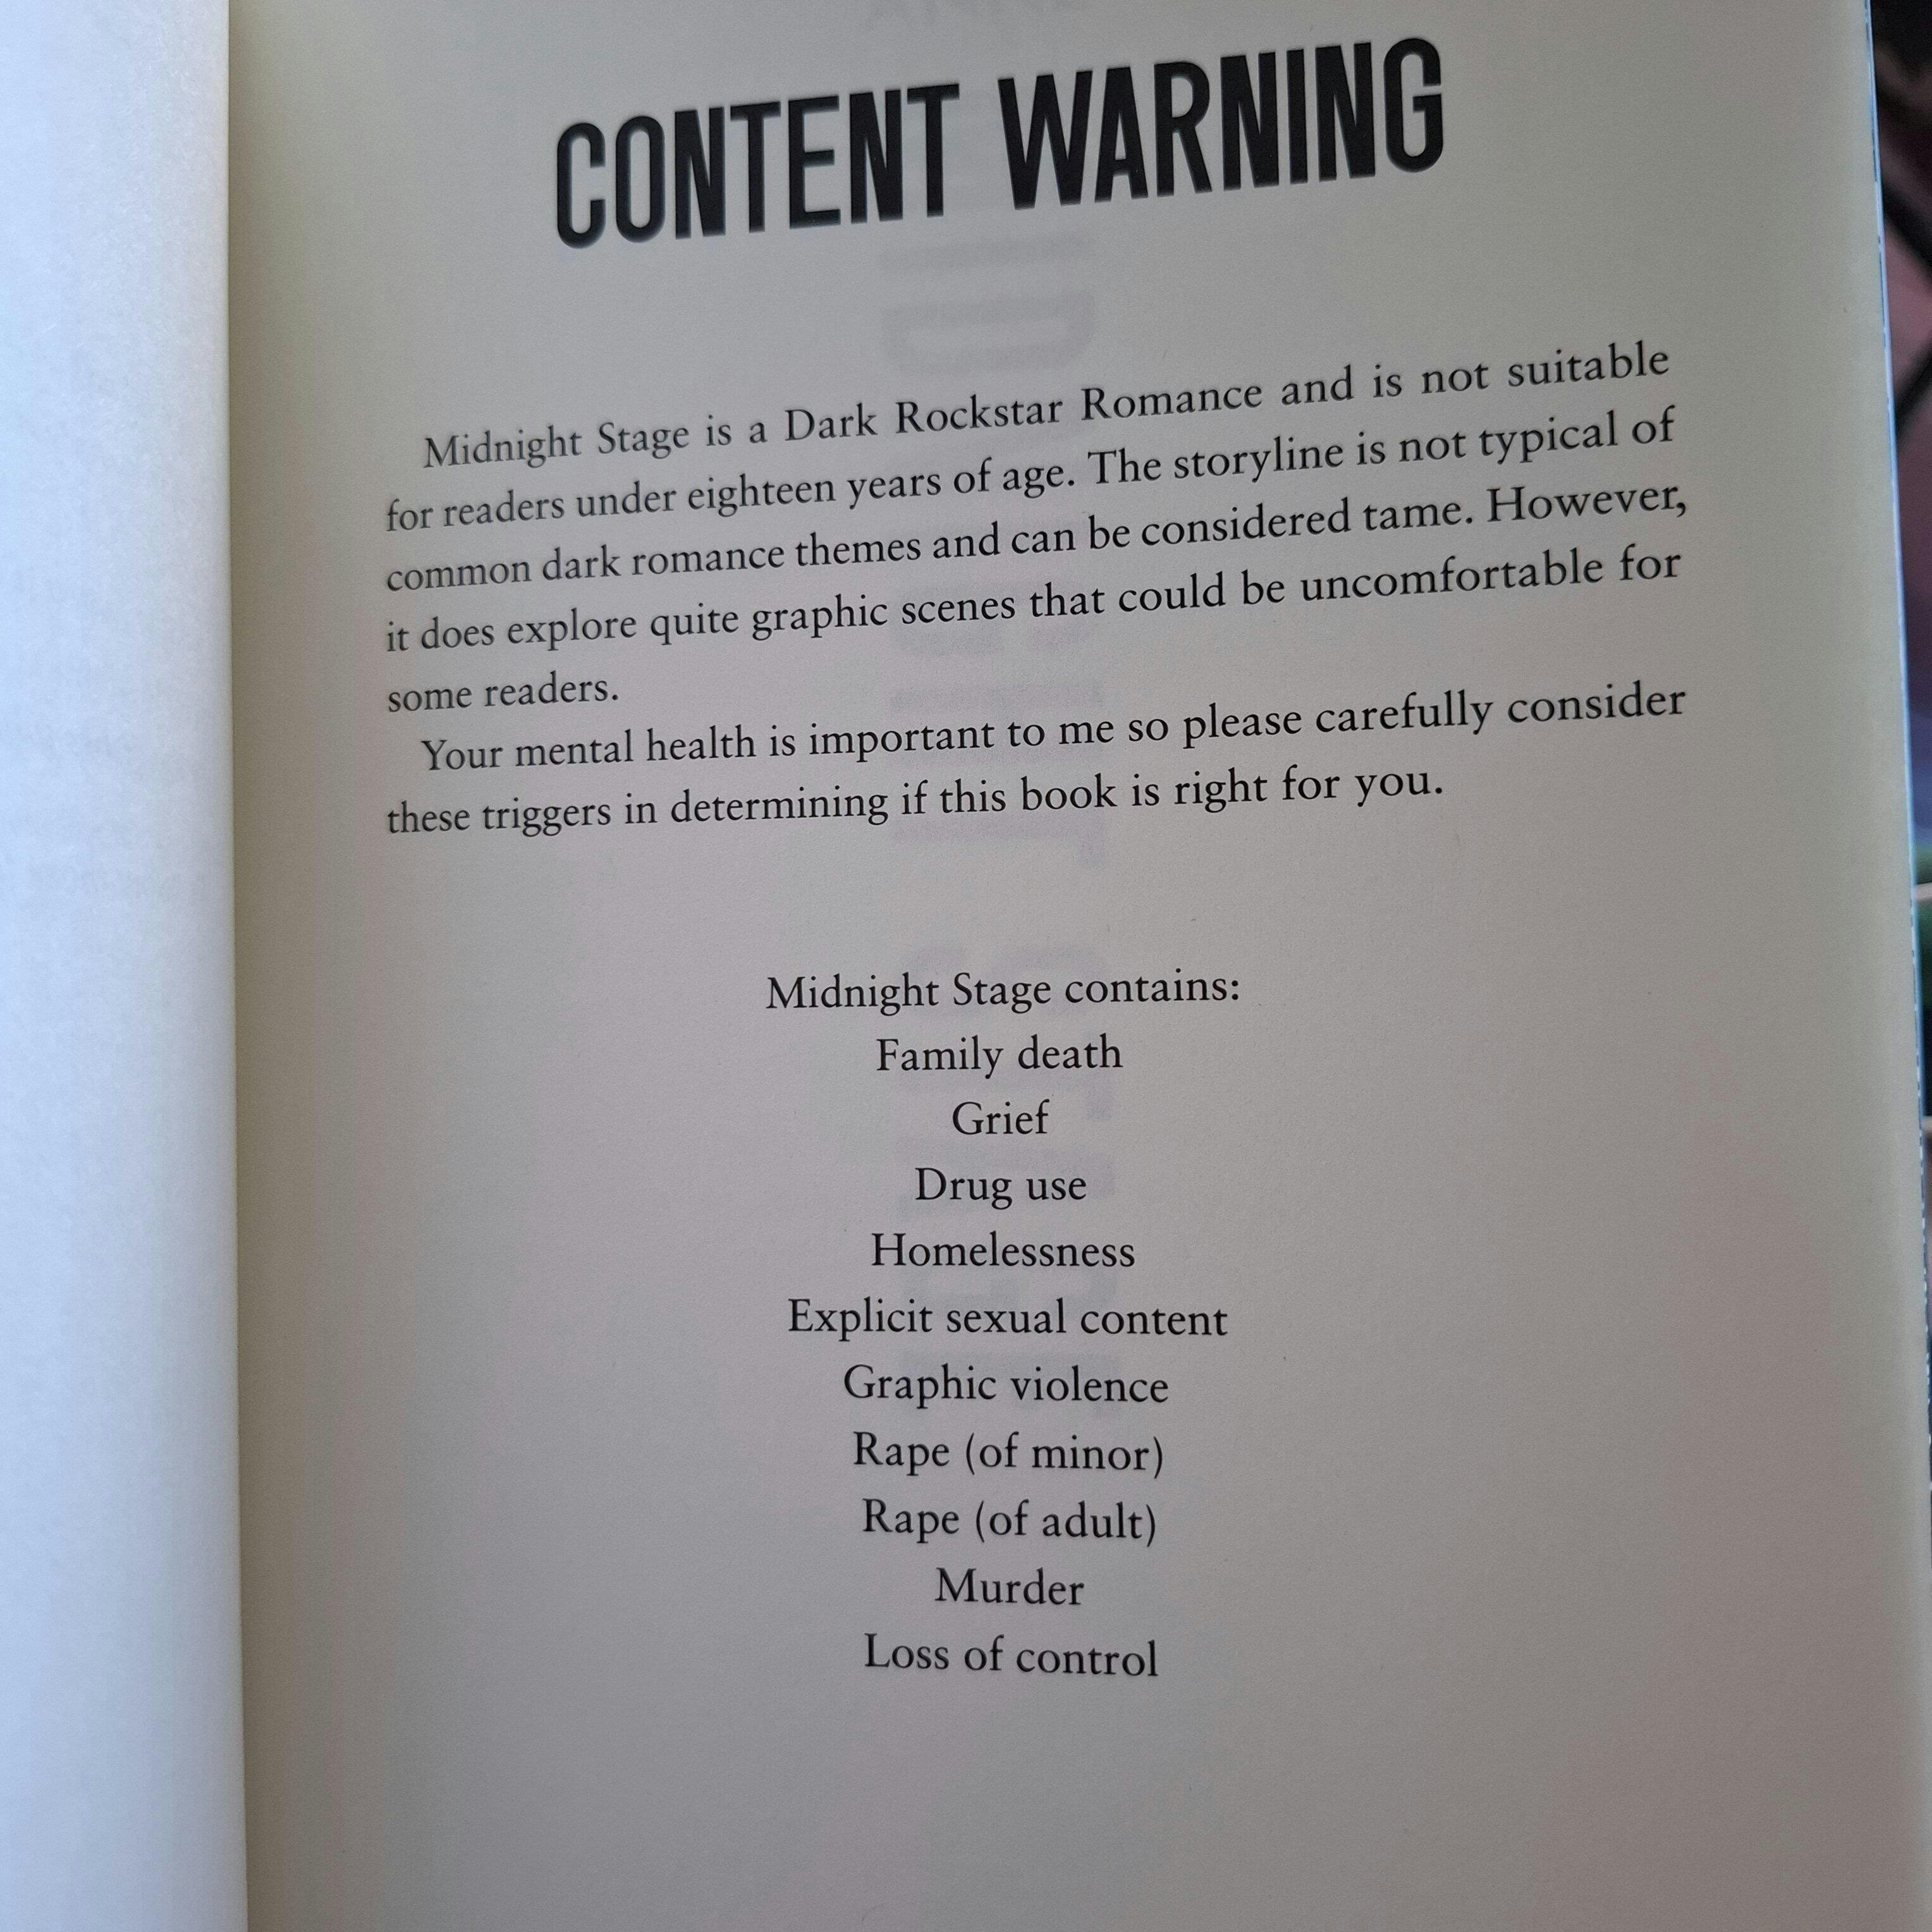 CONTENT WARNING
Midnight Stage is a Dark Rockstar Romance and is not suitable
for readers under eighteen years of age. The storyline is not typical of
common dark romance themes and can be considered tame. However,
it does explore quite graphic scenes that could be uncomfortable for
some readers.
Your mental health is important to me so please carefully consider
these triggers in determining if this book is right for you.
Midnight Stage contains:
Family death
Grief
Drug use
Homelessness
Explicit sexual content
Graphic violence
Rape (of minor)
Rape (of adult)
Murder
Loss of control